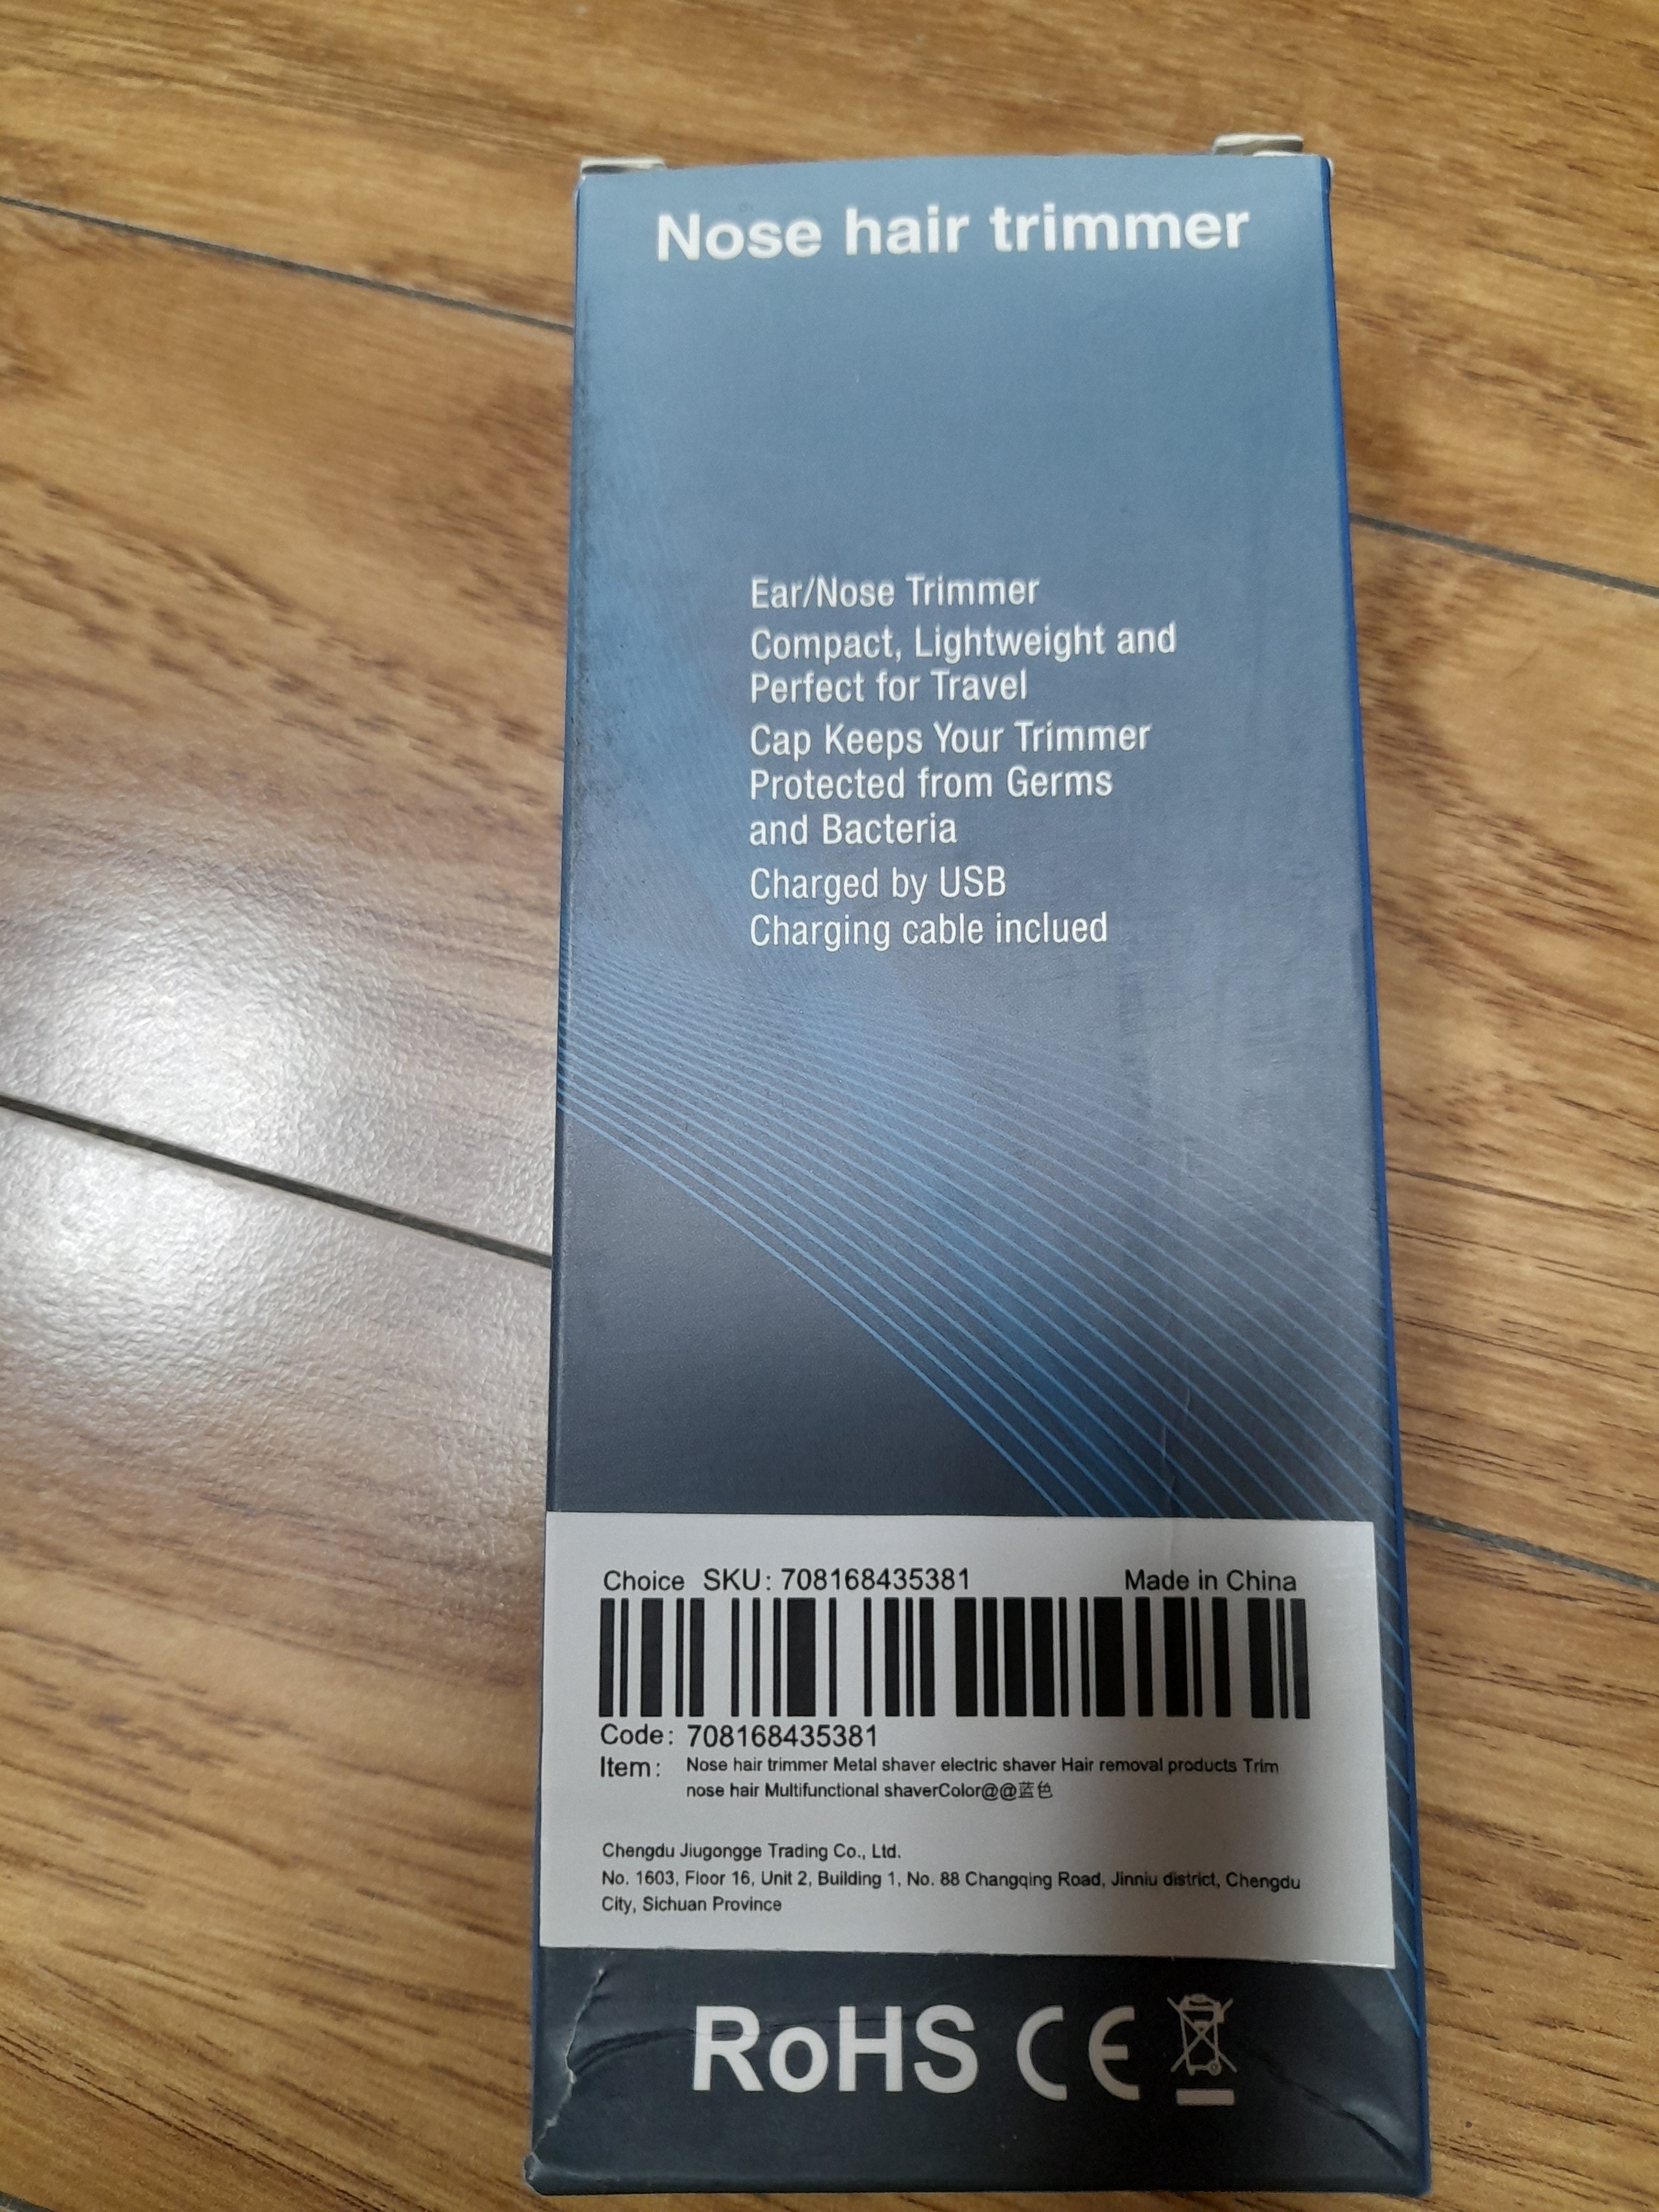 Nose hair trimmer
Ear/Nose Trimmer
Compact, Lightweight and
Perfect for Travel
Cap Keeps Your Trimmer
Protected from Germs
and Bacteria
Charged by USB
Charging cable inclued
Choice SKU: 708168435381 Made in China
Code: 708168435381
Item: Nose hair trimmer Metal shaver electric shaver Hair removal products Trim
nose hair Multifunctional shaverColor@@蓝色
Chengdu Jiugongge Trading Co., Ltd.
No. 1603, Floor 16, Unit 2, Building 1, No. 88 Changqing Road, Jinniu district, Chengdu
City, Sichuan Province
RoHS CE